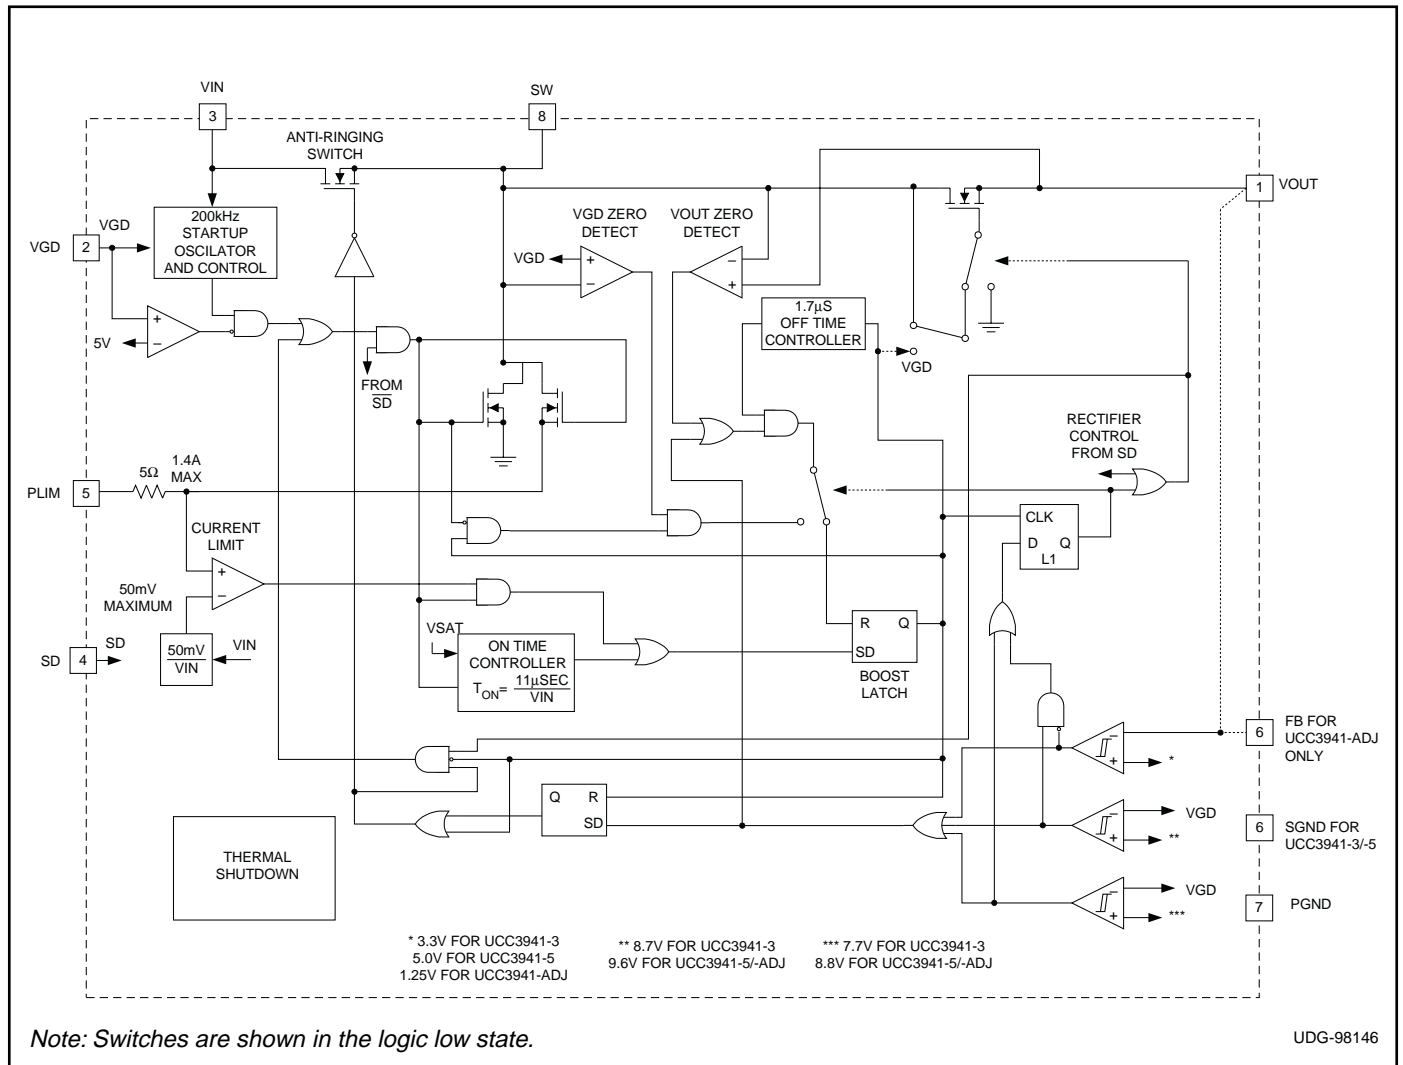 VIN
3
SW
8
ANTI-RINGING
SWITCH
1
VOUT
200kHz
STARTUP
OSCILATOR
AND CONTROL
VGD
VGD
2
VGD ZERO
DETECT
VOUT ZERO
DETECT
VGD
+
−
−
+
1.7µS
OFF TIME
CONTROLLER
+
−
5V
VGD
FROM
SD
RECTIFIER
CONTROL
FROM SD
5Ω
1.4A
MAX
PLIM
5
CLK
D
Q
L1
CURRENT
LIMIT
+
−
50mV
MAXIMUM
SD
4
SD
50mV
VIN
VIN
VSAT
ON TIME
CONTROLLER
TON= 11µSEC
VIN
R
Q
SD
BOOST
LATCH
−
+
*
6
FB FOR
UCC3941-ADJ
ONLY
Q
R
SD
−
+
VGD
**
6
SGND FOR
UCC3941-3/-5
THERMAL
SHUTDOWN
−
+
VGD
***
7
PGND
* 3.3V FOR UCC3941-3
5.0V FOR UCC3941-5
1.25V FOR UCC3941-ADJ
** 8.7V FOR UCC3941-3
9.6V FOR UCC3941-5/-ADJ
*** 7.7V FOR UCC3941-3
8.8V FOR UCC3941-5/-ADJ
Note: Switches are shown in the logic low state.
UDG-98146